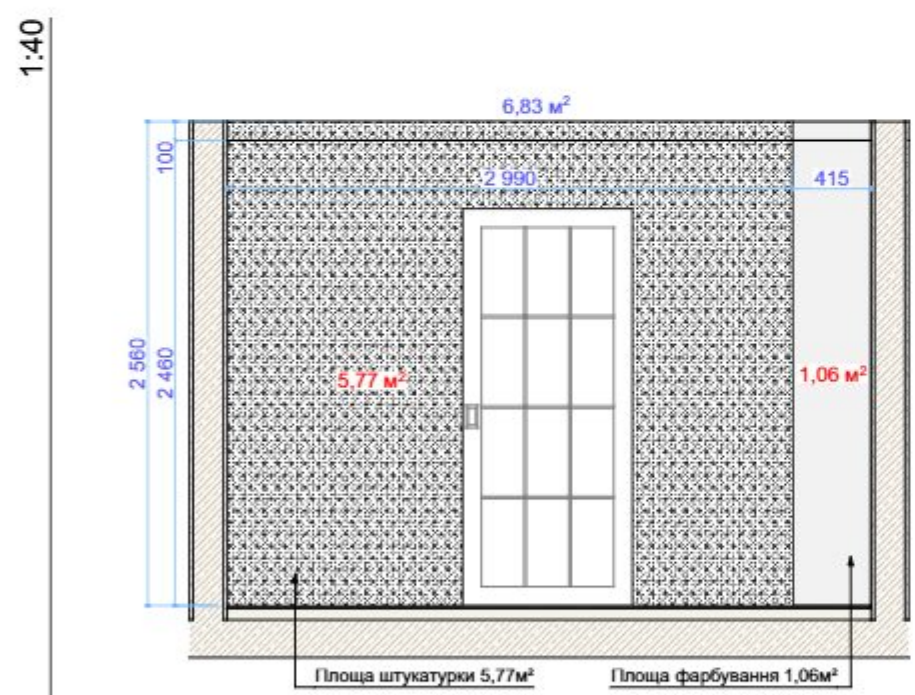 1:40
6,83 м²
100
2 990
415
2 560
2 460
5,77 м²
1,06 м²
Площа штукатурки 5,77м²
Площа фарбування 1,06м²